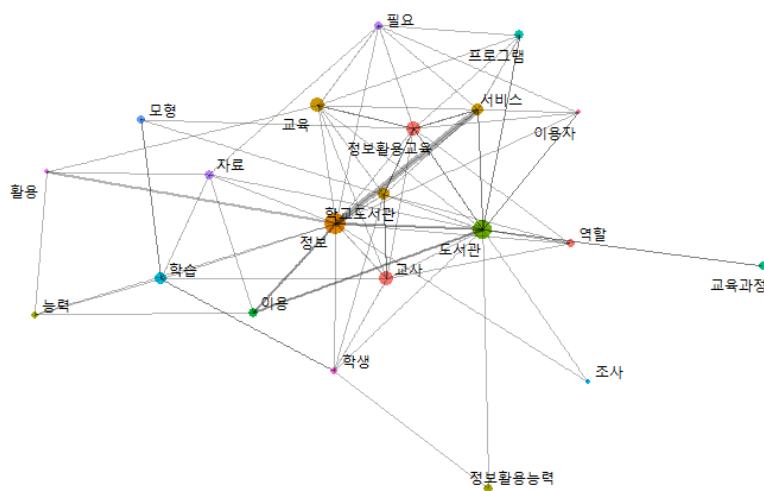 필요
프로그램
서비스
모형
교육
이용자
정보활용교육
자료
활용
학교도서관
정보
역할
도서관
학습
교사
교육과정
능력
이용
학생
조사
정보활용능력